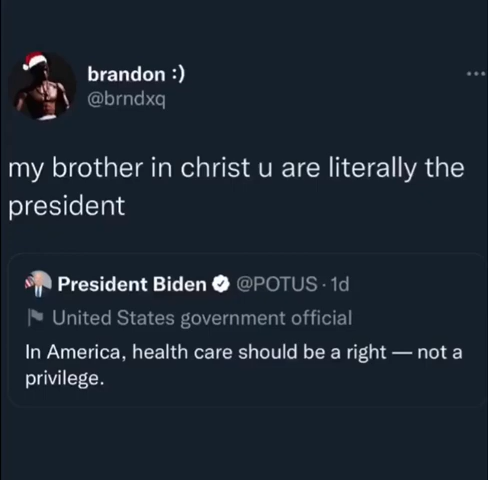 brandon :)
@brndxq
my brother in christ u are literally the
president
President Biden @POTUS · 1d
United States government official
In America, health care should be a right — not a
privilege.